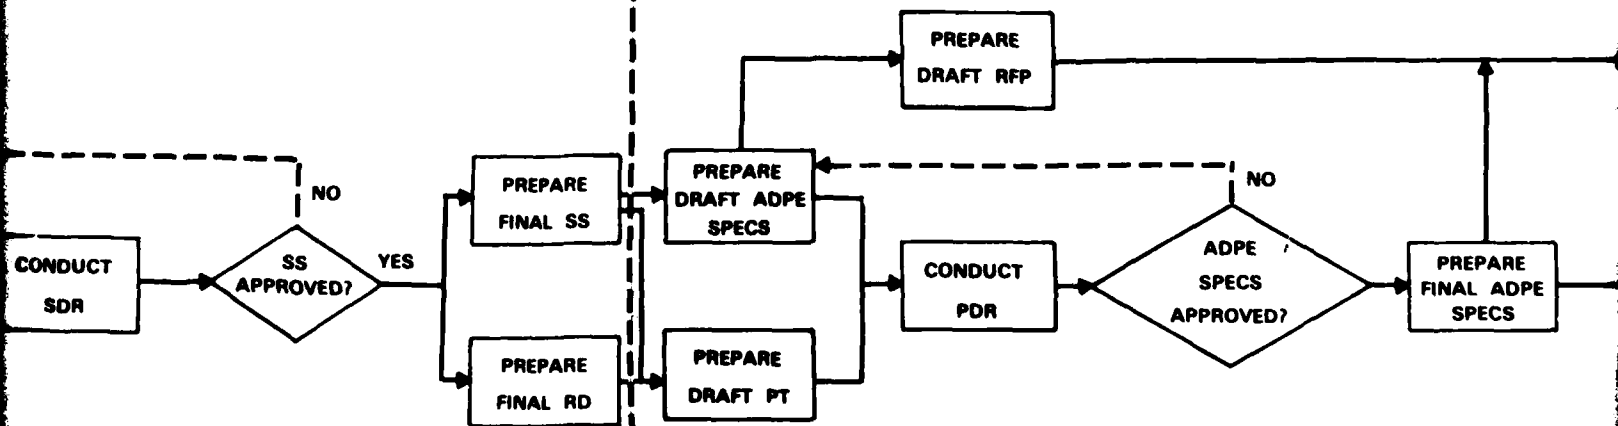 PREPARE
DRAFT RFP
NO
PREPARE
FINAL SS
PREPARE
DRAFT ADPE
SPECS
NO
CONDUCT
SDR
SS
APPROVED?
YES
CONDUCT
PDR
ADPE
SPECS
APPROVED?
PREPARE
FINAL ADPE
SPECS
PREPARE
FINAL RD
PREPARE
DRAFT PT